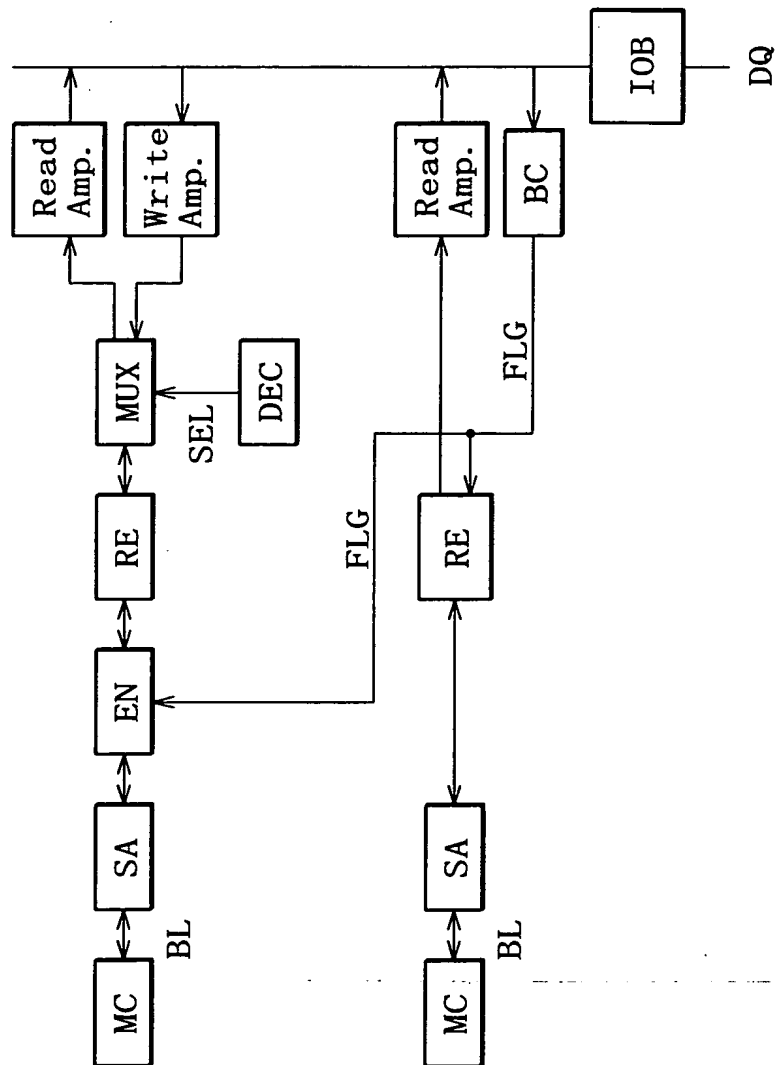 Read
Amp.
MC
SA
EN
RE
MUX
Write
Amp.
BL
SEL
DEC
FLG
Read
Amp.
MC
SA
RE
BL
FLG
BC
IOB
DQ